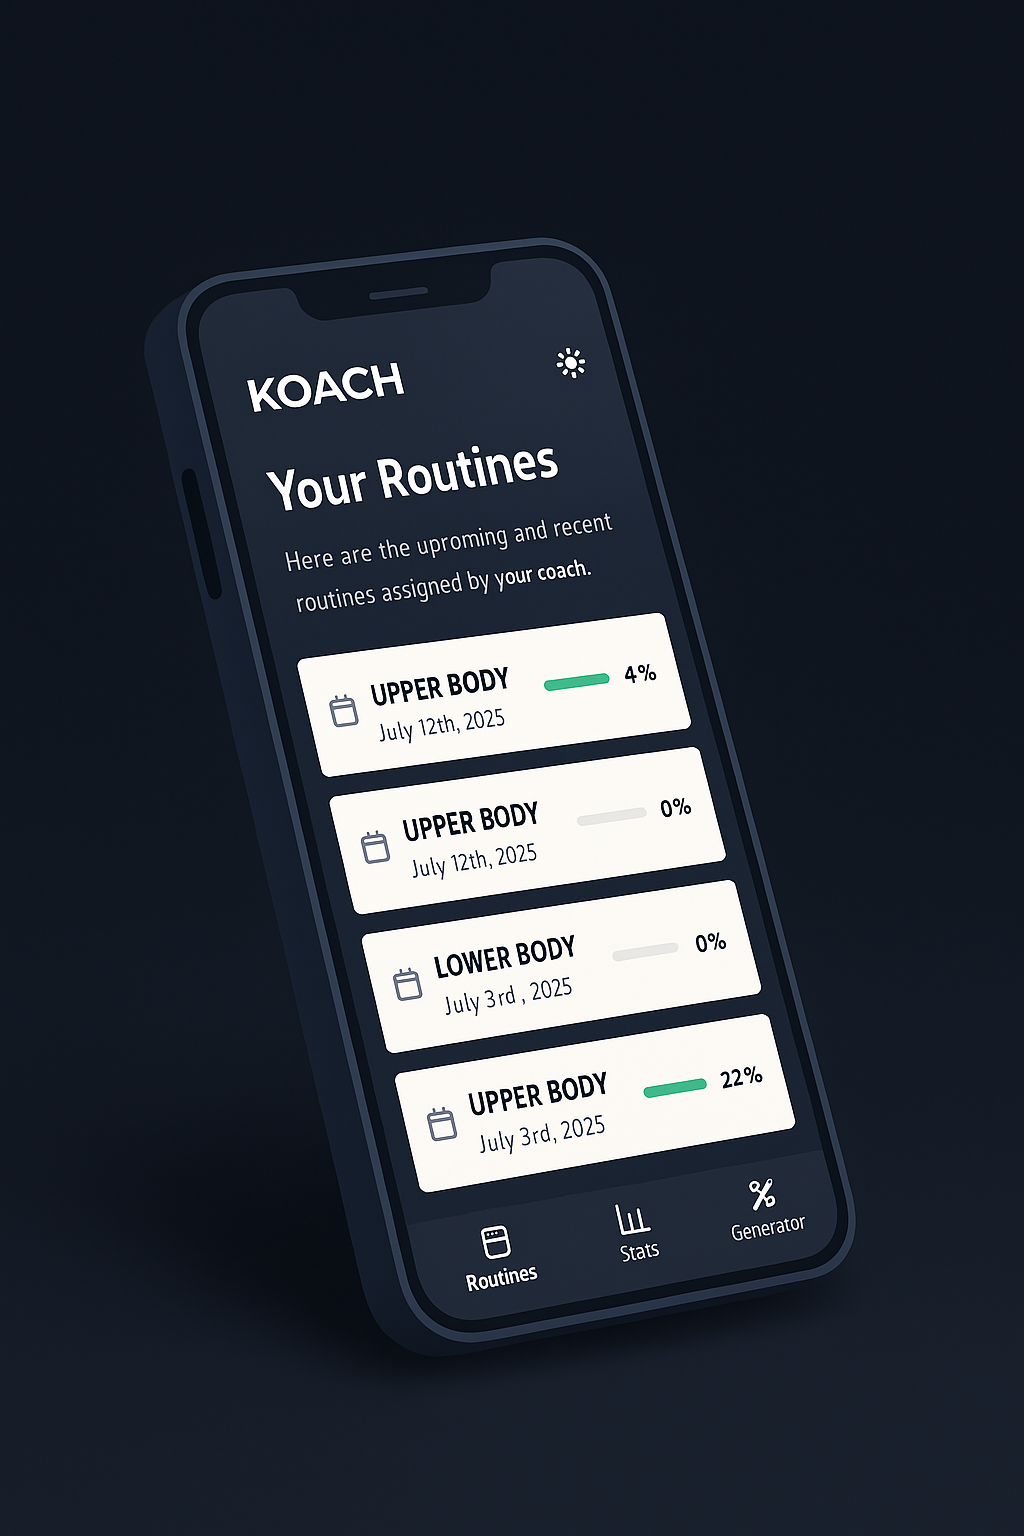 KOACH
Your Routines
Here are the uproming and recent
routines assigned by your coach.
UPPER BODY
4%
July 12th, 2025
UPPER BODY
0%
July 12th, 2025
LOWER BODY
0%
July 3rd , 2025
UPPER BODY
22%
July 3rd, 2025
Routines
Stats
Generator